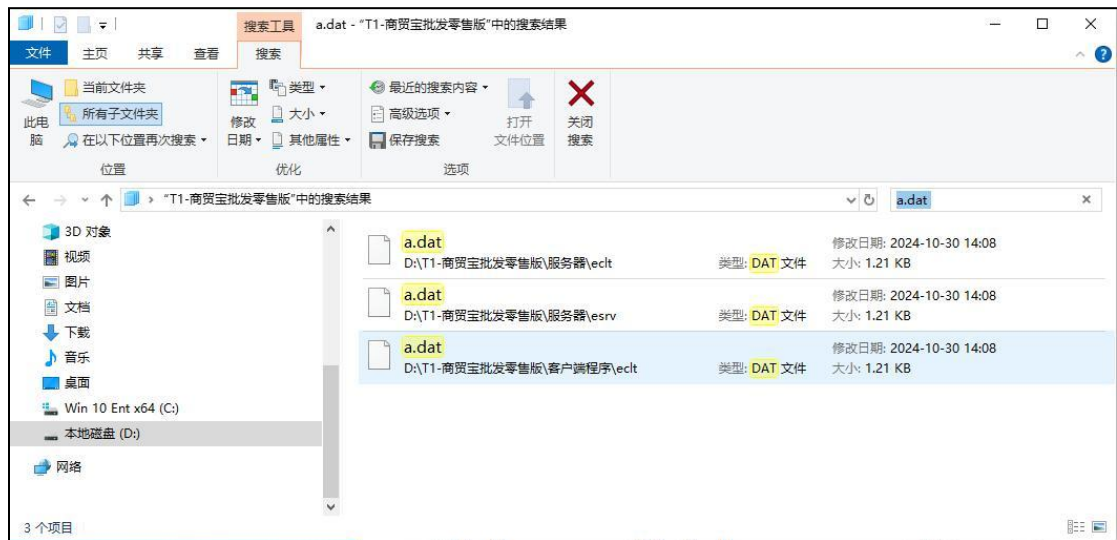 搜索工具 a.dat - "T1-商贸宝批发零售版"中的搜索结果
文件 主页 共享 查看 搜索
当前文件夹 类型 最近的搜索内容
此电脑 所有子文件夹 修改日期 大小 高级选项 打开文件位置 关闭搜索
在以下位置再次搜索 其他属性 保存搜索
位置 优化 选项
"T1-商贸宝批发零售版"中的搜索结果 a.dat
3D 对象
视频
图片
文档
下载
音乐
桌面
Win 10 Ent x64 (C:)
本地磁盘 (D:)
网络
a.dat 修改日期: 2024-10-30 14:08
D:\T1-商贸宝批发零售版\服务器\eclt 类型: DAT 文件 大小: 1.21 KB
a.dat 修改日期: 2024-10-30 14:08
D:\T1-商贸宝批发零售版\服务器\esrv 类型: DAT 文件 大小: 1.21 KB
a.dat 修改日期: 2024-10-30 14:08
D:\T1-商贸宝批发零售版\客户端程序\eclt 类型: DAT 文件 大小: 1.21 KB
3 个项目